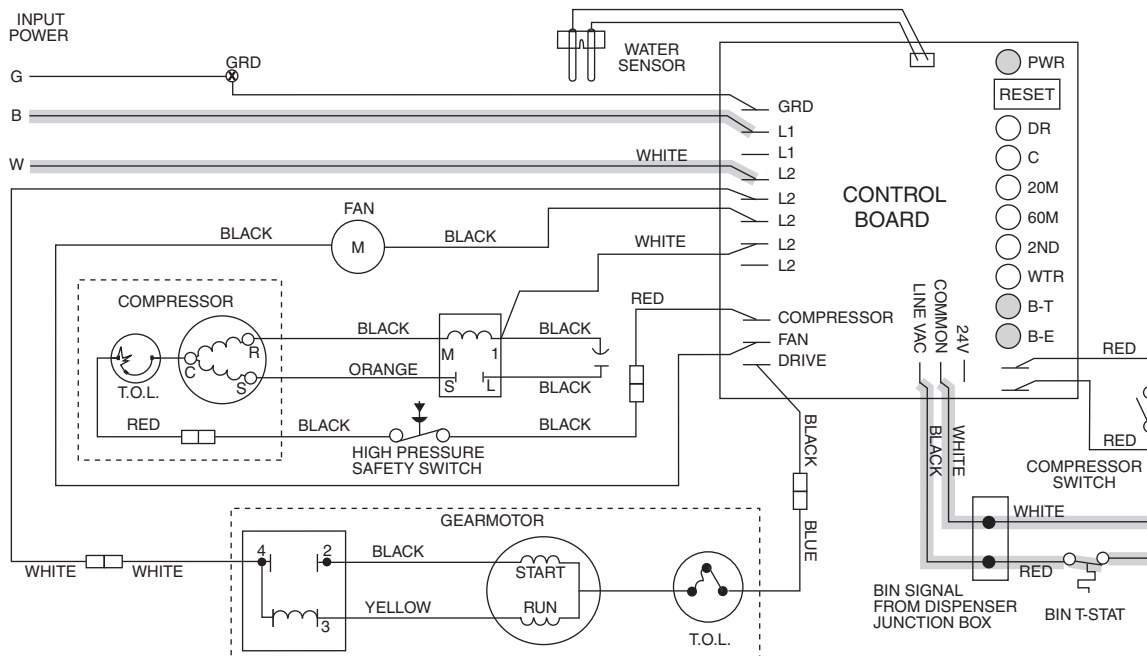 INPUT
POWER
G
GRD
B
W
WHITE
WATER
SENSOR
GRD
L1
L1
L2
L2
L2
L2
L2
CONTROL
BOARD
PWR
RESET
DR
C
20M
60M
2ND
WTR
B-T
B-E
FAN
M
BLACK
BLACK
WHITE
RED
COMPRESSOR
FAN
DRIVE
LINE VAC
COMMON
24V
RED
RED
COMPRESSOR
SWITCH
COMPRESSOR
T.O.L.
C
R
S
BLACK
ORANGE
M
1
S
L
BLACK
BLACK
RED
BLACK
BLACK
HIGH PRESSURE
SAFETY SWITCH
BLACK
BLUE
BLACK
WHITE
WHITE
RED
BIN SIGNAL
FROM DISPENSER
JUNCTION BOX
BIN T-STAT
GEARMOTOR
WHITE
WHITE
4
2
3
BLACK
YELLOW
START
RUN
T.O.L.